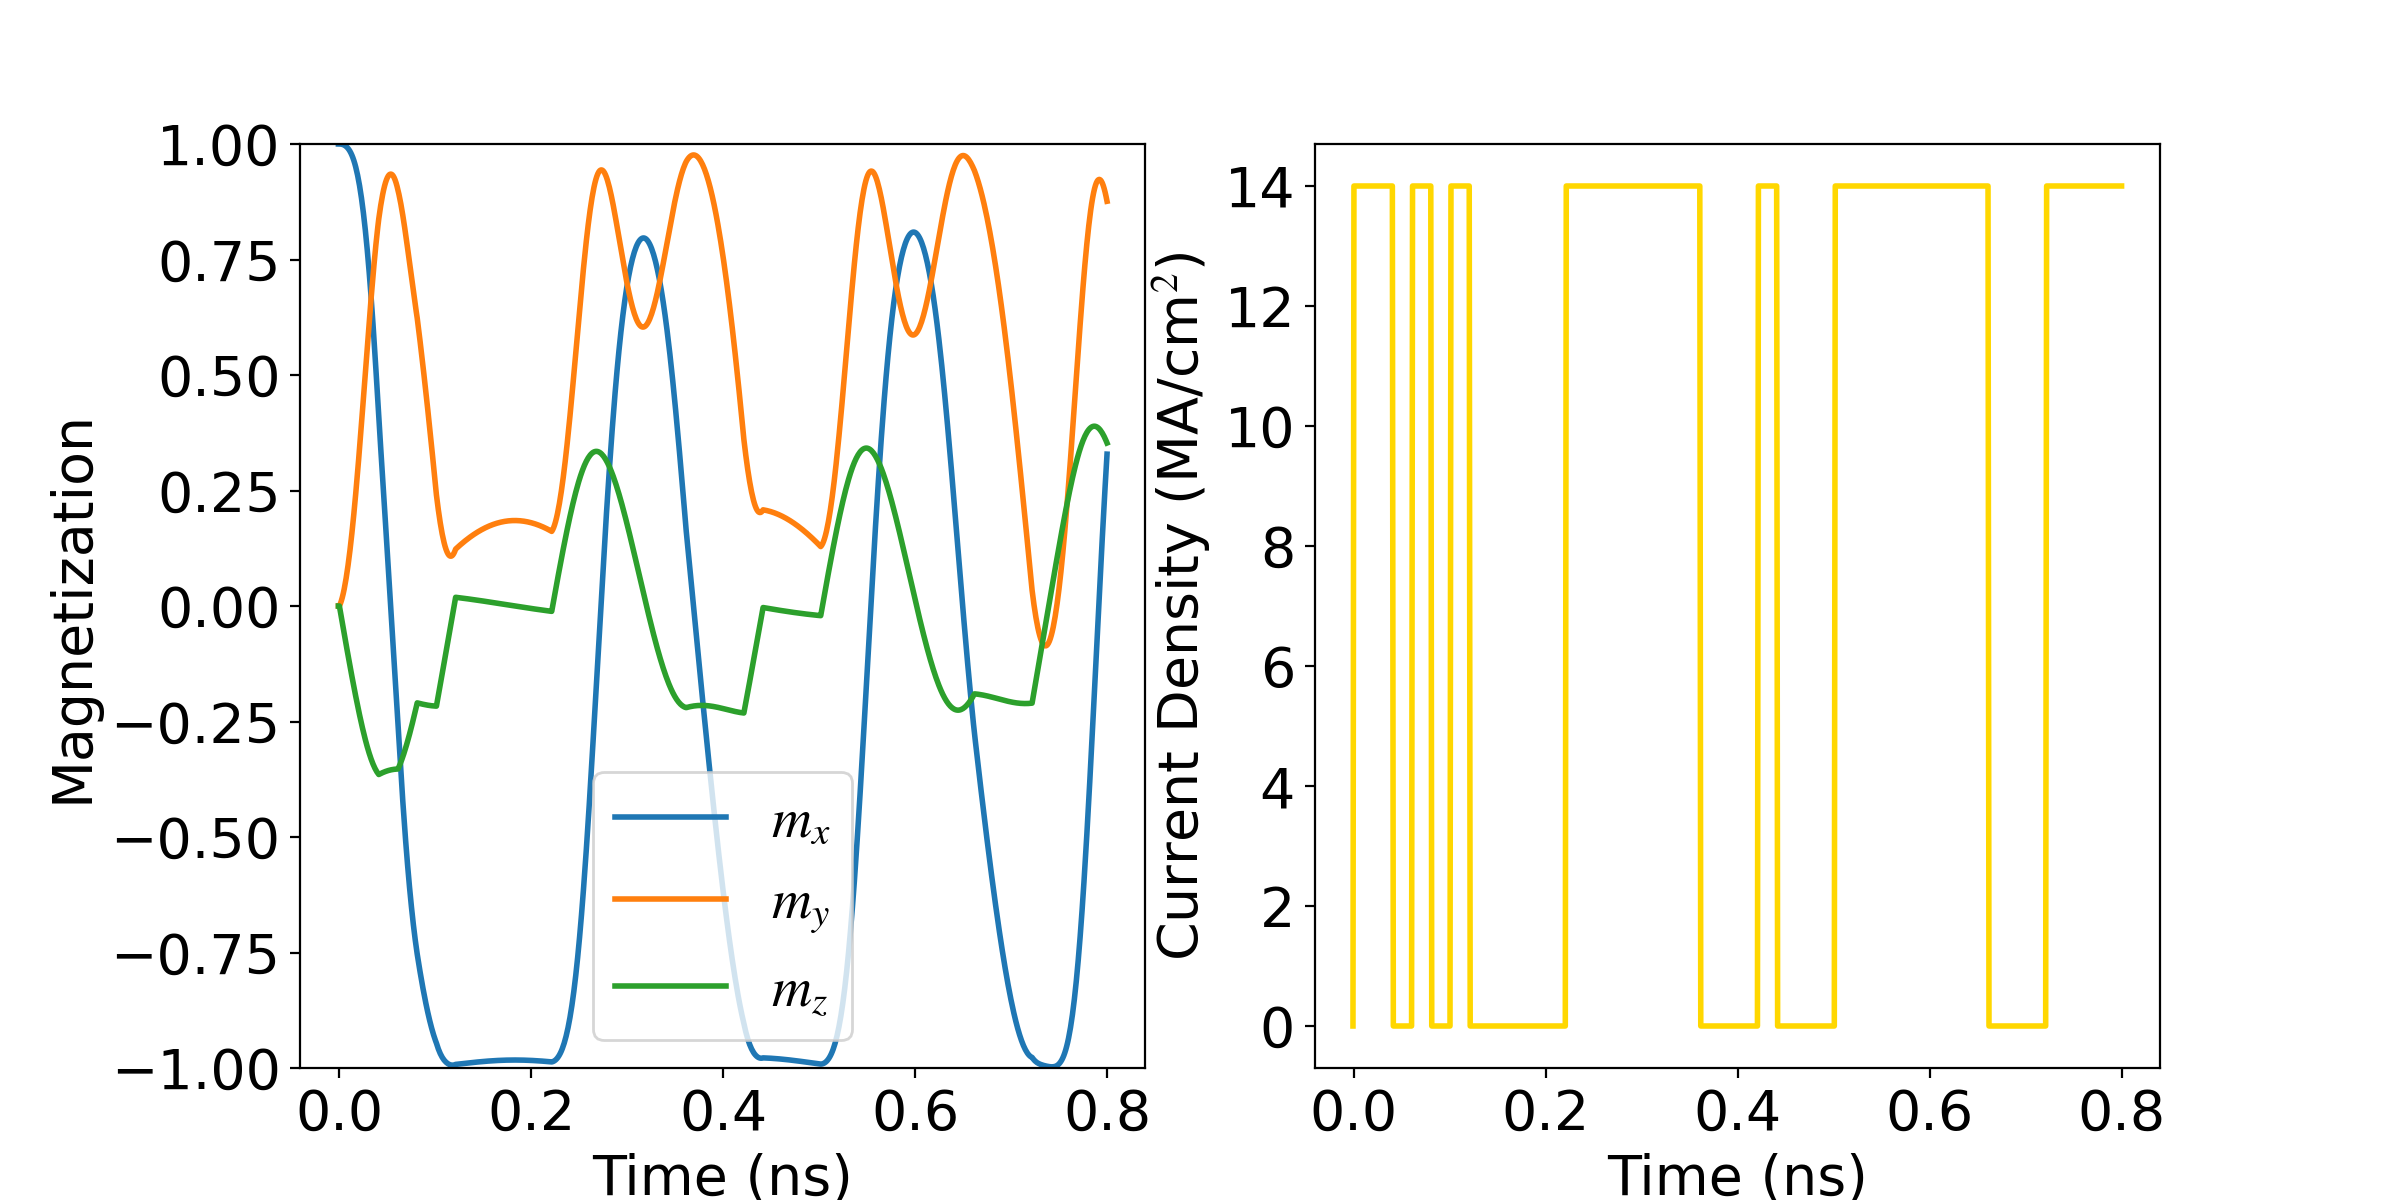 Magnetization
1.00
0.75
0.50
0.25
0.00
−0.25
−0.50
−0.75
−1.00
m_x
m_y
m_z
0.0 0.2 0.4 0.6 0.8
Time (ns)
Current Density (MA/cm²)
14
12
10
8
6
4
2
0
0.0 0.2 0.4 0.6 0.8
Time (ns)